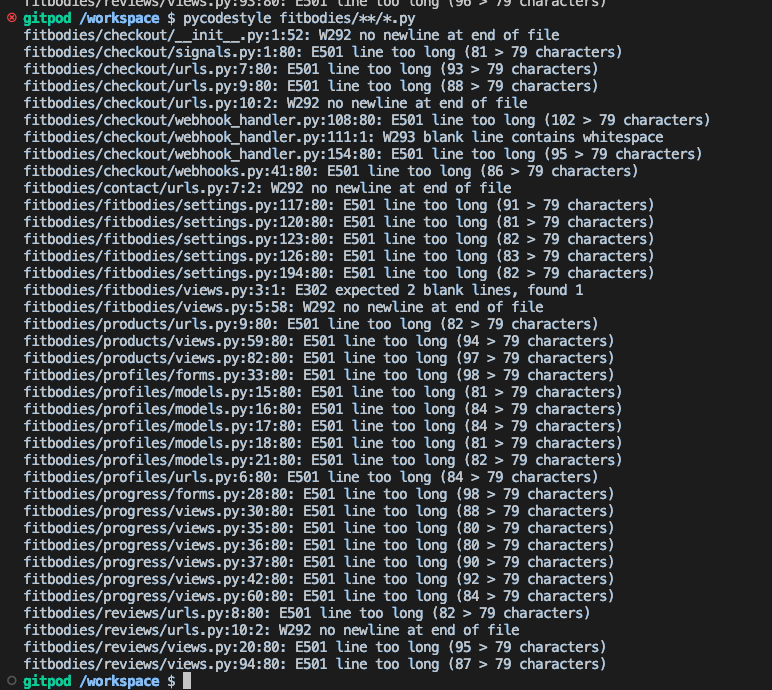 fitbodies/reviews/views.py:93:80: E501 line too long (96 > 79 characters)
gitpod /workspace $ pycodestyle fitbodies/**/*.py
fitbodies/checkout/__init__.py:1:52: W292 no newline at end of file
fitbodies/checkout/signals.py:1:80: E501 line too long (81 > 79 characters)
fitbodies/checkout/urls.py:7:80: E501 line too long (93 > 79 characters)
fitbodies/checkout/urls.py:9:80: E501 line too long (88 > 79 characters)
fitbodies/checkout/urls.py:10:2: W292 no newline at end of file
fitbodies/checkout/webhook_handler.py:108:80: E501 line too long (102 > 79 characters)
fitbodies/checkout/webhook_handler.py:111:1: W293 blank line contains whitespace
fitbodies/checkout/webhook_handler.py:154:80: E501 line too long (95 > 79 characters)
fitbodies/checkout/webhooks.py:41:80: E501 line too long (86 > 79 characters)
fitbodies/contact/urls.py:7:2: W292 no newline at end of file
fitbodies/fitbodies/settings.py:117:80: E501 line too long (91 > 79 characters)
fitbodies/fitbodies/settings.py:120:80: E501 line too long (81 > 79 characters)
fitbodies/fitbodies/settings.py:123:80: E501 line too long (82 > 79 characters)
fitbodies/fitbodies/settings.py:126:80: E501 line too long (83 > 79 characters)
fitbodies/fitbodies/settings.py:194:80: E501 line too long (82 > 79 characters)
fitbodies/fitbodies/views.py:3:1: E302 expected 2 blank lines, found 1
fitbodies/fitbodies/views.py:5:58: W292 no newline at end of file
fitbodies/products/urls.py:9:80: E501 line too long (82 > 79 characters)
fitbodies/products/views.py:59:80: E501 line too long (94 > 79 characters)
fitbodies/products/views.py:82:80: E501 line too long (97 > 79 characters)
fitbodies/profiles/forms.py:33:80: E501 line too long (98 > 79 characters)
fitbodies/profiles/models.py:15:80: E501 line too long (81 > 79 characters)
fitbodies/profiles/models.py:16:80: E501 line too long (84 > 79 characters)
fitbodies/profiles/models.py:17:80: E501 line too long (84 > 79 characters)
fitbodies/profiles/models.py:18:80: E501 line too long (81 > 79 characters)
fitbodies/profiles/models.py:21:80: E501 line too long (82 > 79 characters)
fitbodies/profiles/urls.py:6:80: E501 line too long (84 > 79 characters)
fitbodies/progress/forms.py:28:80: E501 line too long (98 > 79 characters)
fitbodies/progress/views.py:30:80: E501 line too long (88 > 79 characters)
fitbodies/progress/views.py:35:80: E501 line too long (80 > 79 characters)
fitbodies/progress/views.py:36:80: E501 line too long (80 > 79 characters)
fitbodies/progress/views.py:37:80: E501 line too long (90 > 79 characters)
fitbodies/progress/views.py:42:80: E501 line too long (92 > 79 characters)
fitbodies/progress/views.py:60:80: E501 line too long (84 > 79 characters)
fitbodies/reviews/urls.py:8:80: E501 line too long (82 > 79 characters)
fitbodies/reviews/urls.py:10:2: W292 no newline at end of file
fitbodies/reviews/views.py:20:80: E501 line too long (95 > 79 characters)
fitbodies/reviews/views.py:94:80: E501 line too long (87 > 79 characters)
gitpod /workspace $